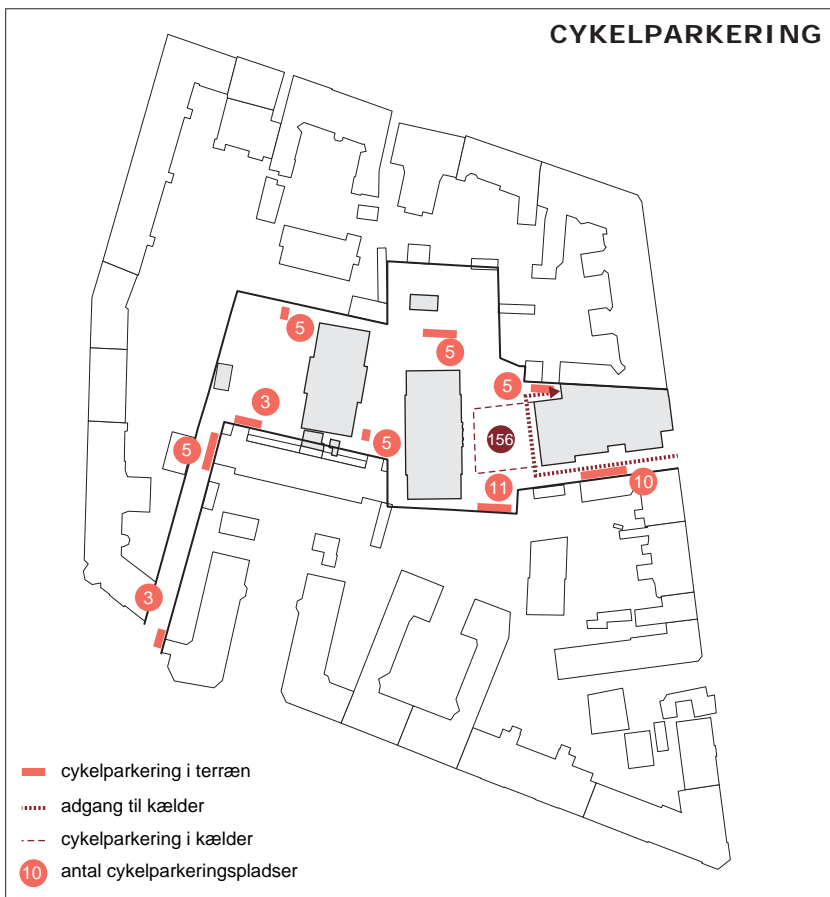 CYKELPARKERING
5
5
5
3
5
5
156
11
10
3
cykelparkering i terræn
adgang til kælder
cykelparkering i kælder
10 antal cykelparkeringspladser